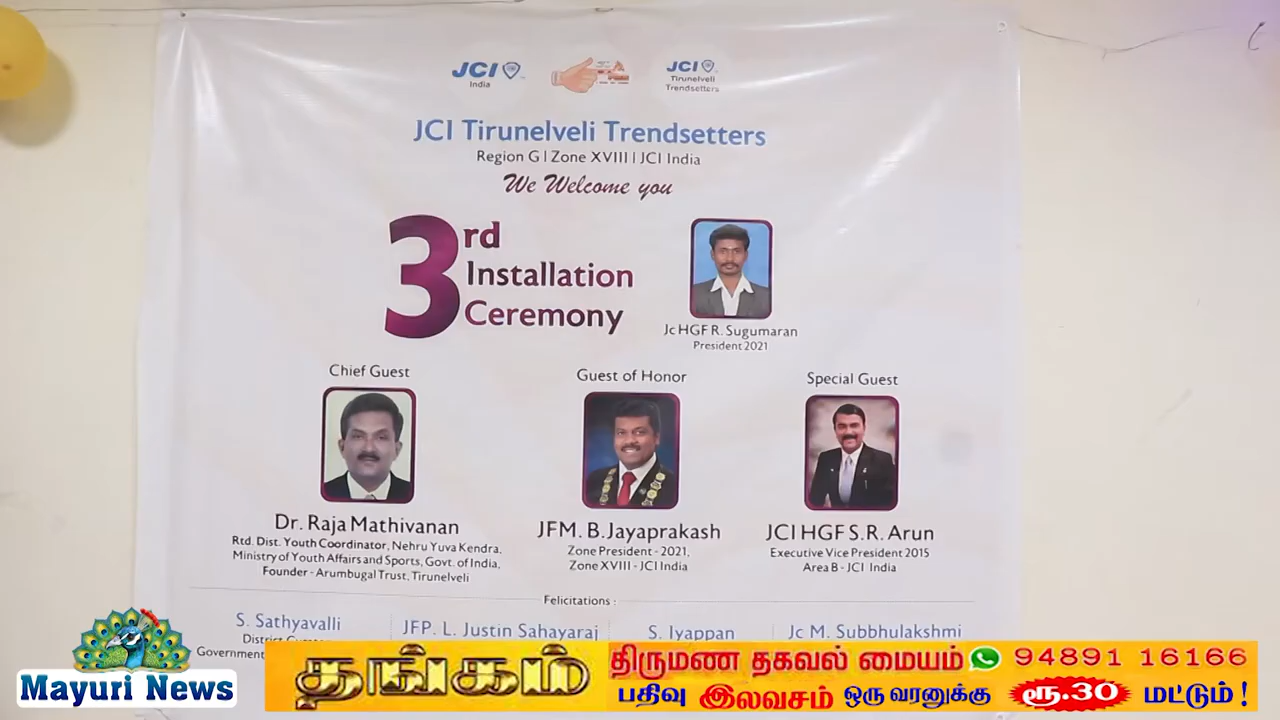 JCI
India
JCI
Tirunelveli
Trendsetters
JCI Tirunelveli Trendsetters
Region G | Zone XVIII | JCI India
We Welcome you
3rd
Installation
Ceremony
Jc HGF R. Sugumaran
President 2021
Chief Guest
Guest of Honor
Special Guest
Dr. Raja Mathivanan
Rtd. Dist. Youth Coordinator, Nehru Yuva Kendra,
Ministry of Youth Affairs and Sports, Govt. of India,
Founder - Arumbugal Trust, Tirunelveli
JFM. B.Jayaprakash
Zone President - 2021,
Zone XVIII - JCI India
JCI HGF S.R. Arun
Executive Vice President 2015
Area B - JCI India
Felicitations :
S. Sathyavalli
JFP. L. Justin Sahayaraj
S. Iyappan
Jc M. Subbhulakshmi
District
Government
Mayuri News
தங்கம்
திருமண தகவல் மையம் 94891 16166
பதிவு இலவசம் ஒரு வரனுக்கு ரூ.30 மட்டும் !